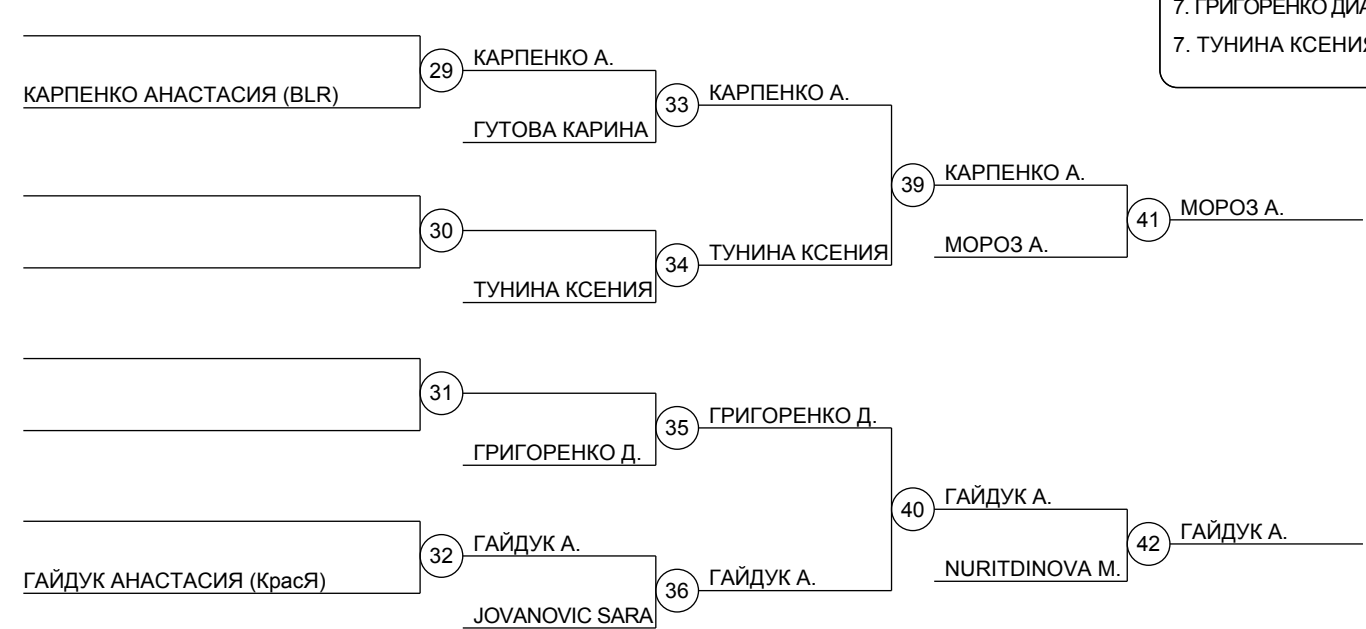 7. ГРИГОРЕНКО
7. ТУНИНА
КАРПЕНКО АНАСТАСИЯ (BLR)
29
КАРПЕНКО А.
ГУТОВА КАРИНА
33
КАРПЕНКО А.
30
ТУНИНА КСЕНИЯ
34
ТУНИНА КСЕНИЯ
39
КАРПЕНКО А.
МОРОЗ А.
41
МОРОЗ А.
31
ГРИГОРЕНКО Д.
35
ГРИГОРЕНКО Д.
ГАЙДУК АНАСТАСИЯ (КрасЯ)
32
ГАЙДУК А.
JOVANOVIC SARA
36
ГАЙДУК А.
40
ГАЙДУК А.
NURITDINOVA M.
42
ГАЙДУК А.